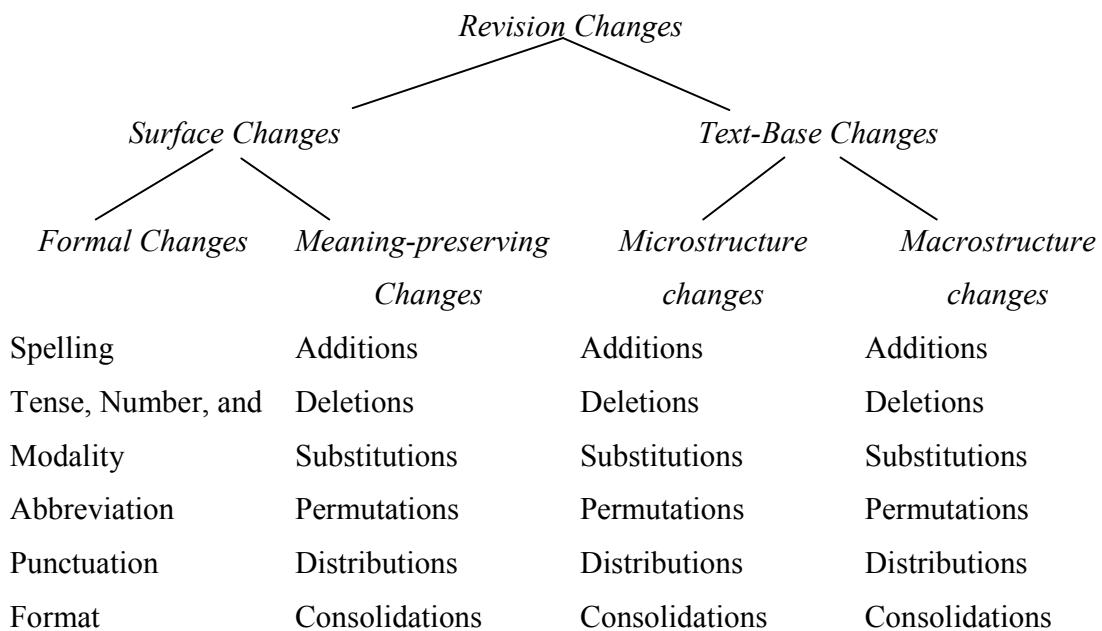 Revision Changes
Surface Changes Text-Base Changes
Formal Changes Meaning-preserving Microstructure Macrostructure
Changes changes changes
Spelling Additions Additions Additions
Tense, Number, and Deletions Deletions Deletions
Modality Substitutions Substitutions Substitutions
Abbreviation Permutations Permutations Permutations
Punctuation Distributions Distributions Distributions
Format Consolidations Consolidations Consolidations